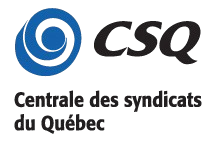 CSQ
Centrale des syndicats
du Québec